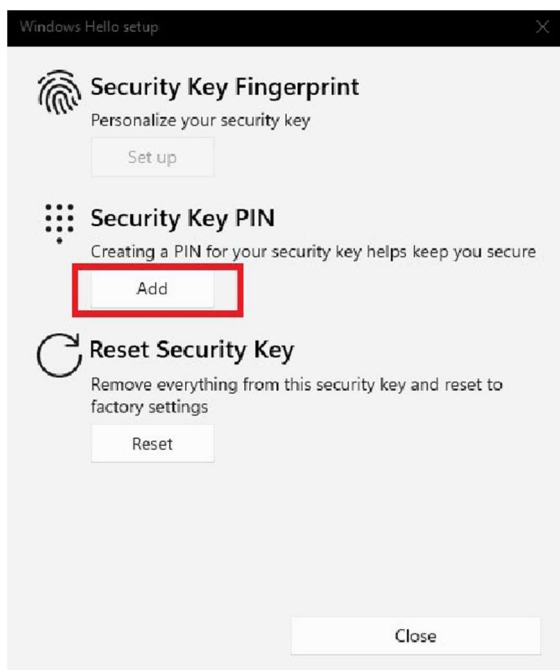 Windows Hello setup
Security Key Fingerprint
Personalize your security key
Set up
Security Key PIN
Creating a PIN for your security key helps keep you secure
Add
Reset Security Key
Remove everything from this security key and reset to
factory settings
Reset
Close